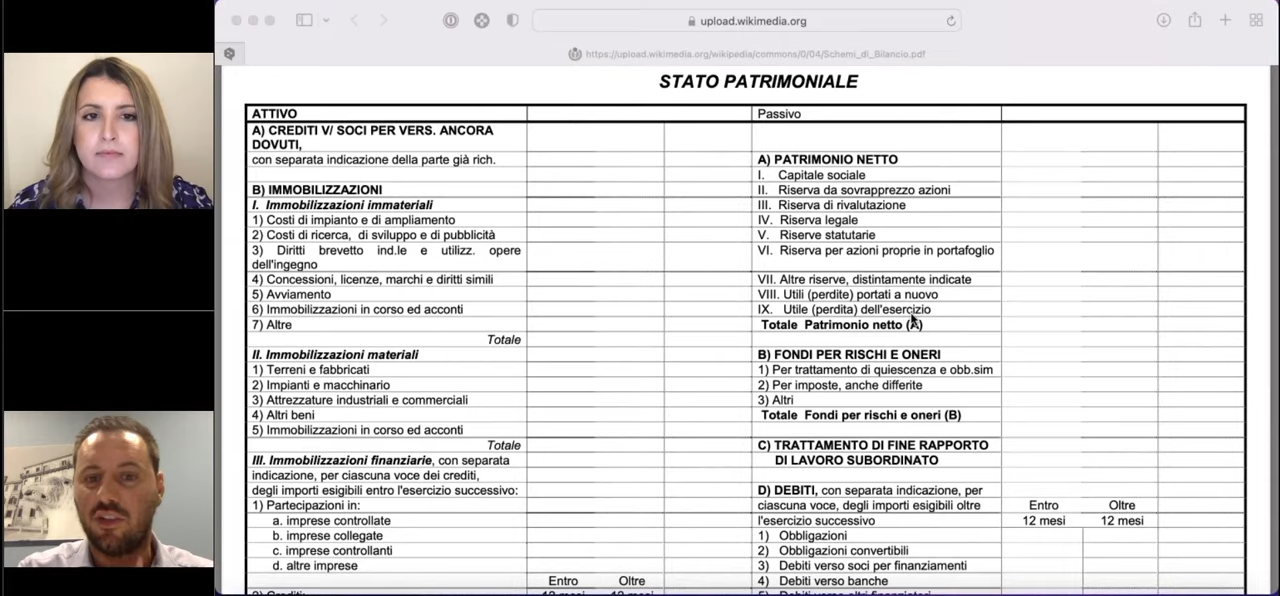 upload.wikimedia.org
https://upload.wikimedia.org/wikipedia/commons/0/04/Schemi_di_Bilancio.pdf
STATO PATRIMONIALE
ATTIVO
A) CREDITI V/ SOCI PER VERS. ANCORA
DOVUTI,
con separata indicazione della parte già rich.
B) IMMOBILIZZAZIONI
I. Immobilizzazioni immateriali
1) Costi di impianto e di ampliamento
2) Costi di ricerca, di sviluppo e di pubblicità
3) Diritti brevetto ind.le e utilizz. opere
dell'ingegno
4) Concessioni, licenze, marchi e diritti simili
5) Avviamento
6) Immobilizzazioni in corso ed acconti
7) Altre
Totale
II. Immobilizzazioni materiali
1) Terreni e fabbricati
2) Impianti e macchinario
3) Attrezzature industriali e commerciali
4) Altri beni
5) Immobilizzazioni in corso ed acconti
Totale
III. Immobilizzazioni finanziarie, con separata
indicazione, per ciascuna voce dei crediti,
degli importi esigibili entro l'esercizio successivo:
1) Partecipazioni in:
a. imprese controllate
b. imprese collegate
c. imprese controllanti
d. altre imprese
Entro Oltre
2) Crediti: 12 mesi 12 mesi
Passivo
A) PATRIMONIO NETTO
I. Capitale sociale
II. Riserva da sovrapprezzo azioni
III. Riserva di rivalutazione
IV. Riserva legale
V. Riserve statutarie
VI. Riserva per azioni proprie in portafoglio
VII. Altre riserve, distintamente indicate
VIII. Utili (perdite) portati a nuovo
IX. Utile (perdita) dell'esercizio
Totale Patrimonio netto (A)
B) FONDI PER RISCHI E ONERI
1) Per trattamento di quiescenza e obb.sim
2) Per imposte, anche differite
3) Altri
Totale Fondi per rischi e oneri (B)
C) TRATTAMENTO DI FINE RAPPORTO
DI LAVORO SUBORDINATO
D) DEBITI, con separata indicazione, per
ciascuna voce, degli importi esigibili oltre Entro Oltre
l'esercizio successivo 12 mesi 12 mesi
1) Obbligazioni
2) Obbligazioni convertibili
3) Debiti verso soci per finanziamenti
4) Debiti verso banche
5) Debiti verso altri finanziatori